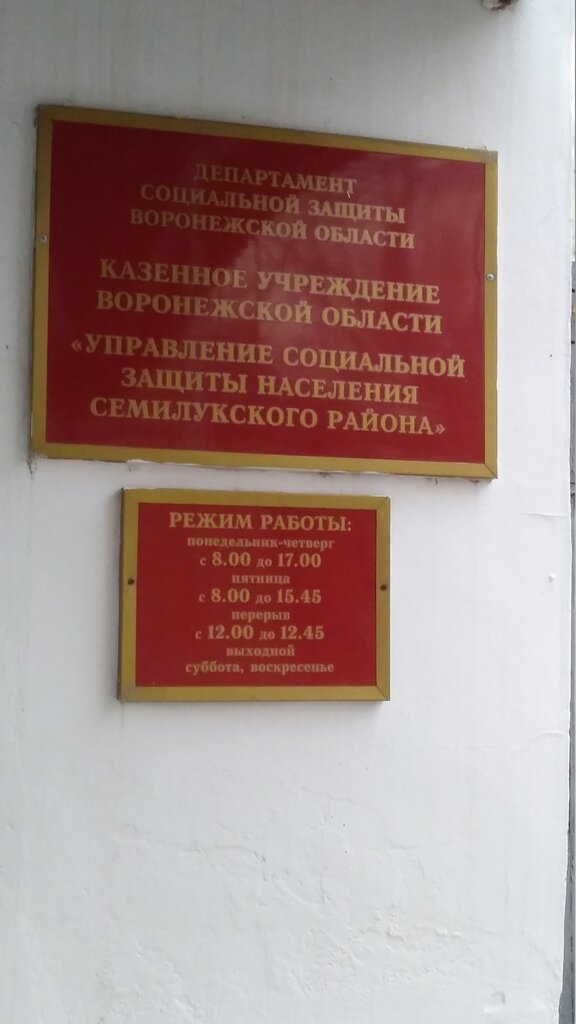 ДЕПАРТАМЕНТ
СОЦИАЛЬНОЙ ЗАЩИТЫ
ВОРОНЕЖСКОЙ ОБЛАСТИ
КАЗЕННОЕ УЧРЕЖДЕНИЕ
ВОРОНЕЖСКОЙ ОБЛАСТИ
«УПРАВЛЕНИЕ СОЦИАЛЬНОЙ
ЗАЩИТЫ НАСЕЛЕНИЯ
СЕМИЛУКСКОГО РАЙОНА»
РЕЖИМ РАБОТЫ:
понедельник-четверг
с 8.00 до 17.00
пятница
с 8.00 до 15.45
перерыв
с 12.00 до 12.45
выходной
суббота, воскресенье